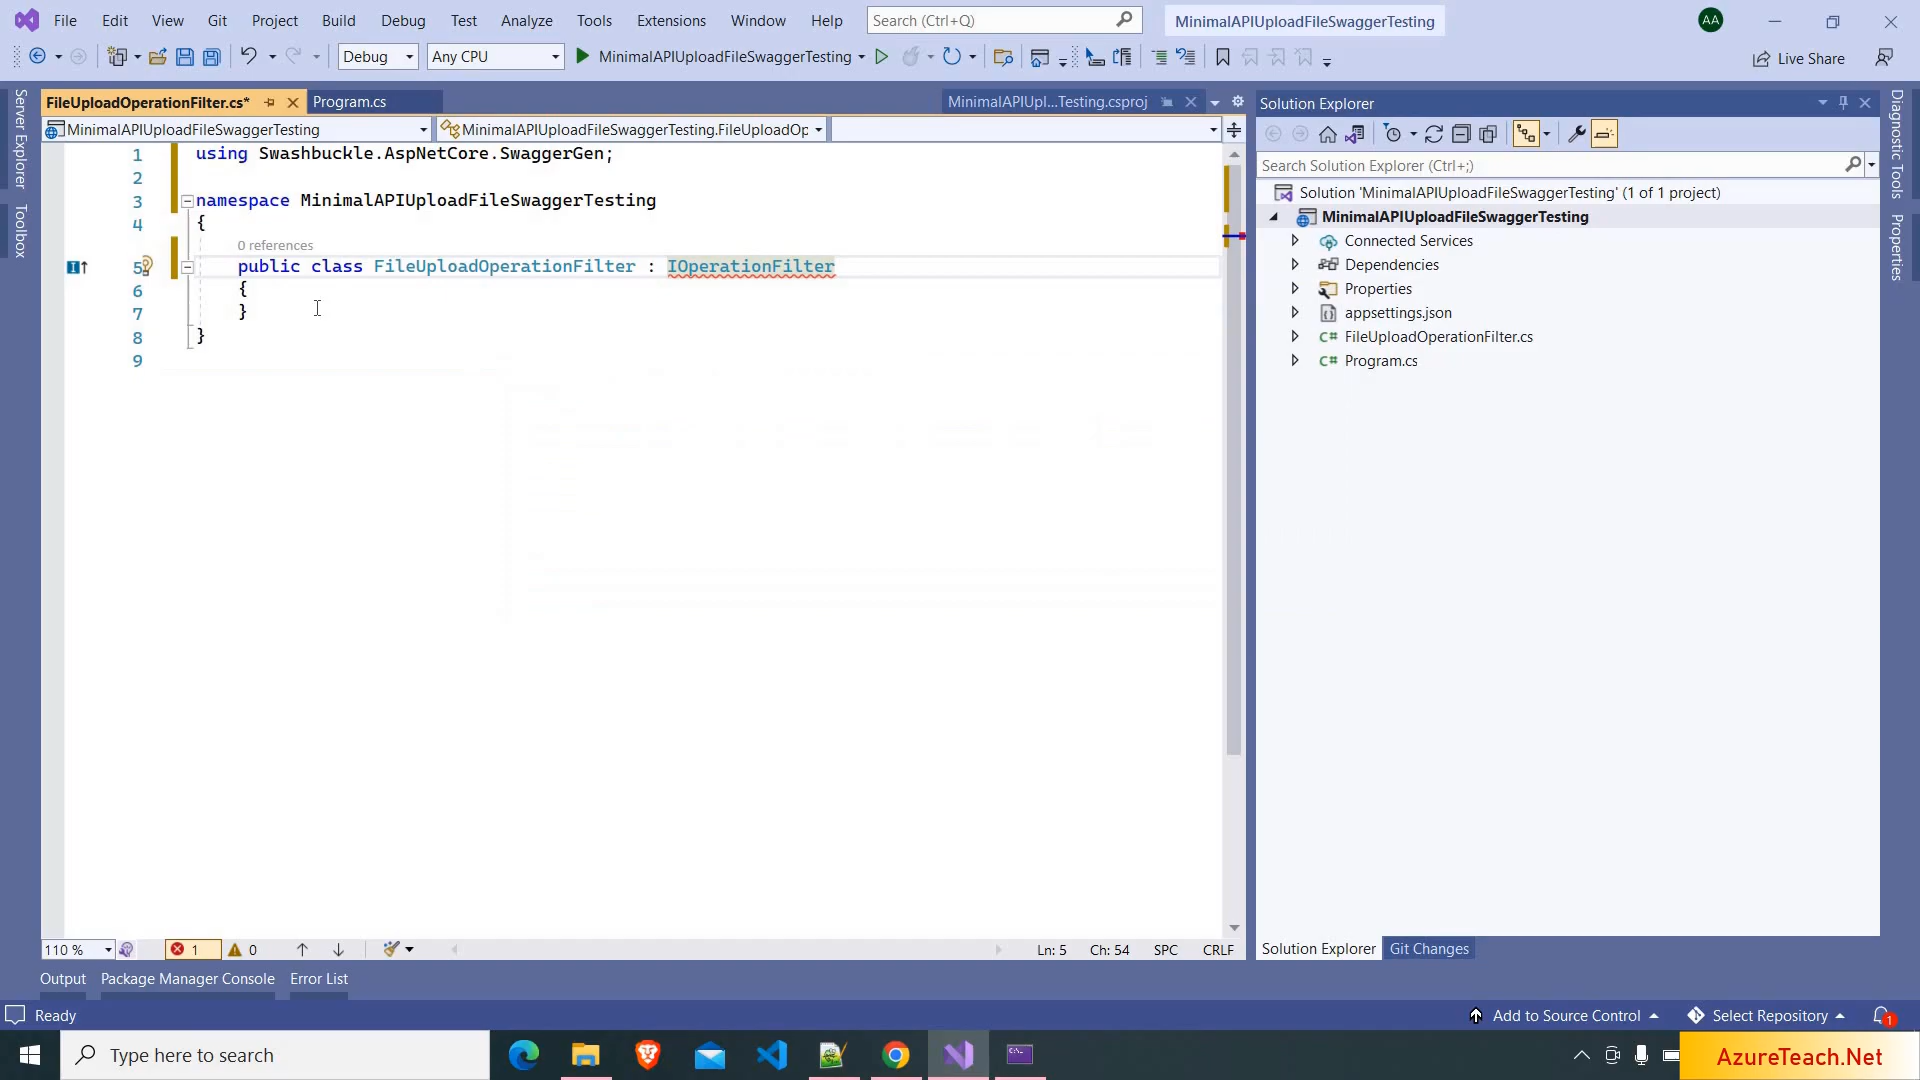 File Edit View Git Project Build Debug Test Analyze Tools Extensions Window Help Search (Ctrl+Q) MinimalAPIUploadFileSwaggerTesting AA
Debug Any CPU MinimalAPIUploadFileSwaggerTesting Live Share
FileUploadOperationFilter.cs* Program.cs MinimalAPIUpl...Testing.csproj
MinimalAPIUploadFileSwaggerTesting MinimalAPIUploadFileSwaggerTesting.FileUploadOp
1 using Swashbuckle.AspNetCore.SwaggerGen;
2
3 namespace MinimalAPIUploadFileSwaggerTesting
4 {
0 references
5 public class FileUploadOperationFilter : IOperationFilter
6 {
7 }
8 }
9
110 % 1 0 Ln: 5 Ch: 54 SPC CRLF
Server Explorer
Toolbox
Solution Explorer
Search Solution Explorer (Ctrl+;)
Solution 'MinimalAPIUploadFileSwaggerTesting' (1 of 1 project)
MinimalAPIUploadFileSwaggerTesting
Connected Services
Dependencies
Properties
appsettings.json
C# FileUploadOperationFilter.cs
C# Program.cs
Solution Explorer Git Changes
Diagnostic Tools
Properties
Output Package Manager Console Error List
Ready Add to Source Control Select Repository 1
Type here to search AzureTeach.Net